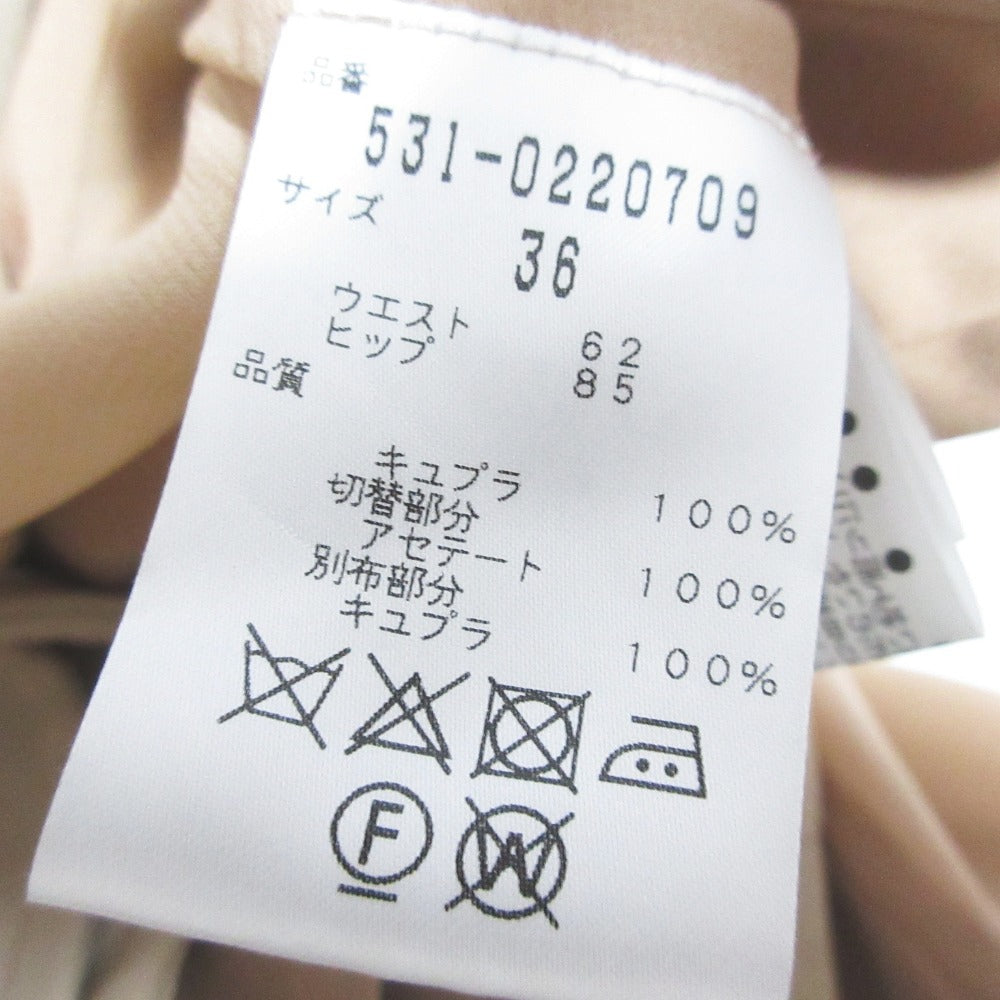 品番
531-0220709
サイズ
36
ウエスト 62
ヒップ 85
品質
キュプラ 100%
切替部分
アセテート 100%
別布部分
キュプラ 100%
F
W